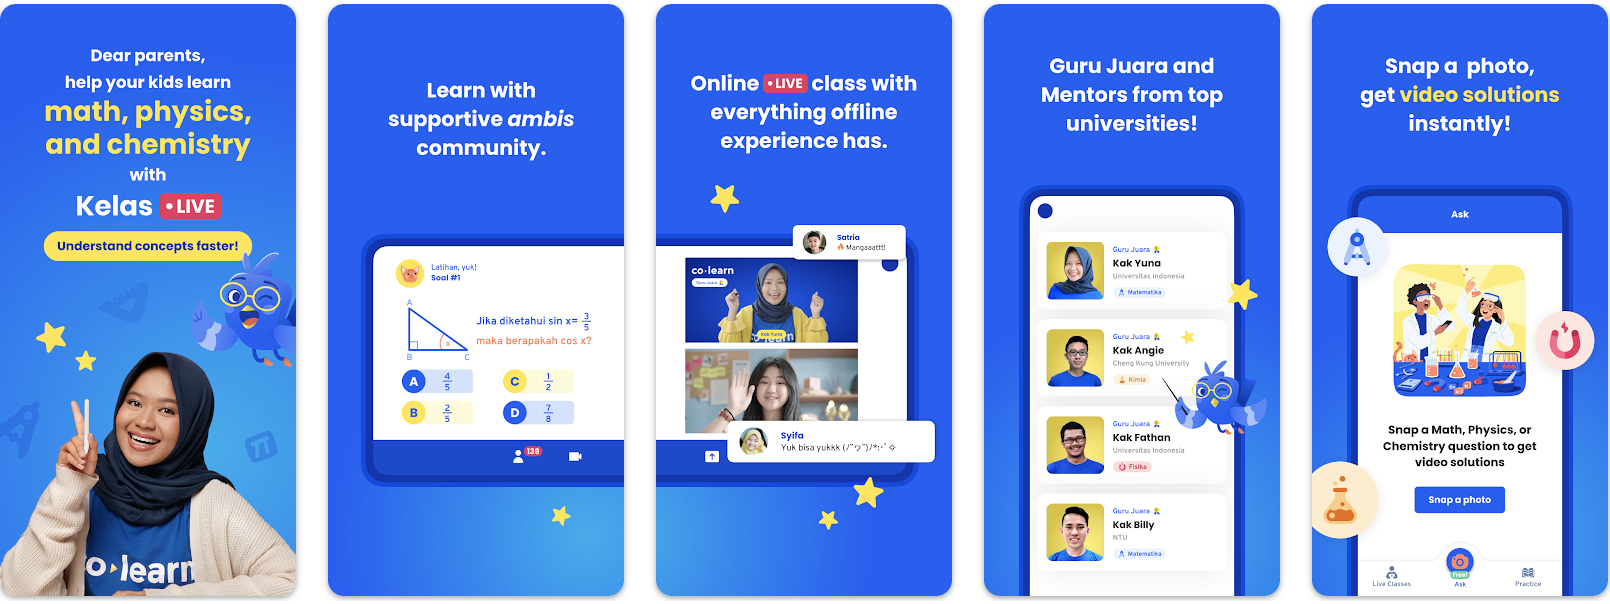 Dear parents,
help your kids learn
math, physics,
and chemistry
with
Kelas • LIVE
Understand concepts faster!
co•learn
Learn with
supportive ambis
community.
Latihan, yuk!
Soal #1
A
B
C
x
Jika diketahui sin x= 3/5
maka berapakah cos x?
A 4/5
C 1/2
B 2/5
D 7/8
139
Online • LIVE class with
everything offline
experience has.
Satria
🔥 Mangaaattt!
co•learn
Guru Juara
Kak Yuna
Syifa
Yuk bisa yukkk (ﾉ˘ヮ˘)ﾉ*:･ﾟ✧
Guru Juara and
Mentors from top
universities!
Guru Juara
Kak Yuna
Universitas Indonesia
Matematika
Guru Juara
Kak Angie
Cheng Kung University
Kimia
Guru Juara
Kak Fathan
Universitas Indonesia
Fisika
Guru Juara
Kak Billy
NTU
Matematika
Snap a photo,
get video solutions
instantly!
Ask
Snap a Math, Physics, or
Chemistry question to get
video solutions
Snap a photo
Free!
Live Classes
Ask
Practice